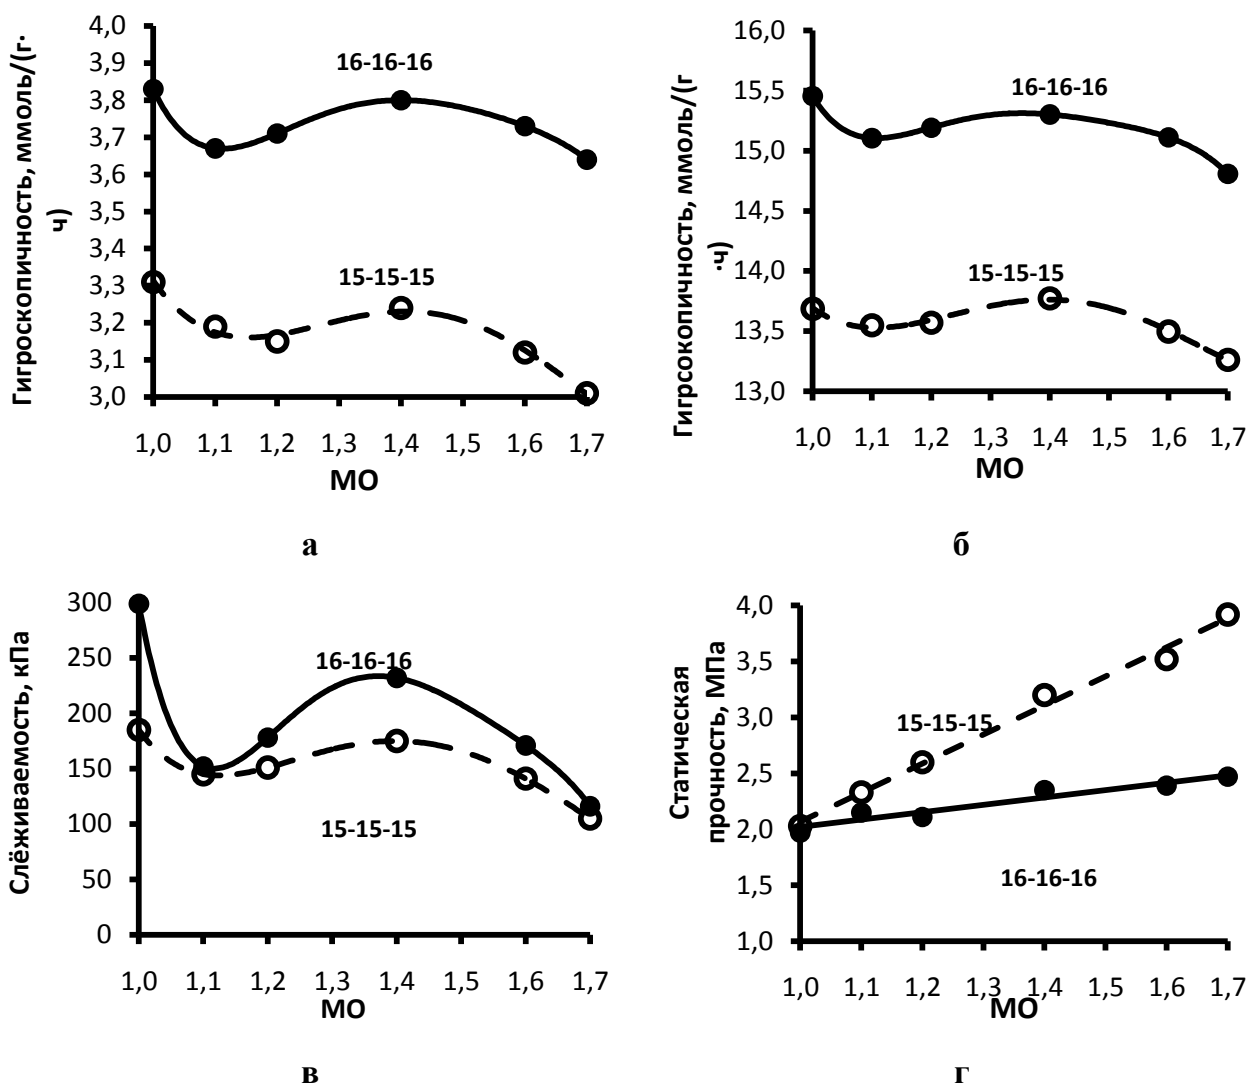 Гигроскопичность, ммоль/(г·
ч)
4,0
3,9
3,8
3,7
3,6
3,5
3,4
3,3
3,2
3,1
3,0
16-16-16
15-15-15
1,0 1,1 1,2 1,3 1,4 1,5 1,6 1,7
МО
а
Гигрсокопичность, ммоль/(г
·ч)
16,0
15,5
15,0
14,5
14,0
13,5
13,0
16-16-16
15-15-15
1,0 1,1 1,2 1,3 1,4 1,5 1,6 1,7
МО
б
Слёживаемость, кПа
300
250
200
150
100
50
0
16-16-16
15-15-15
1,0 1,1 1,2 1,3 1,4 1,5 1,6 1,7
МО
в
Статическая
прочность, МПа
4,0
3,5
3,0
2,5
2,0
1,5
1,0
15-15-15
16-16-16
1,0 1,1 1,2 1,3 1,4 1,5 1,6 1,7
МО
г